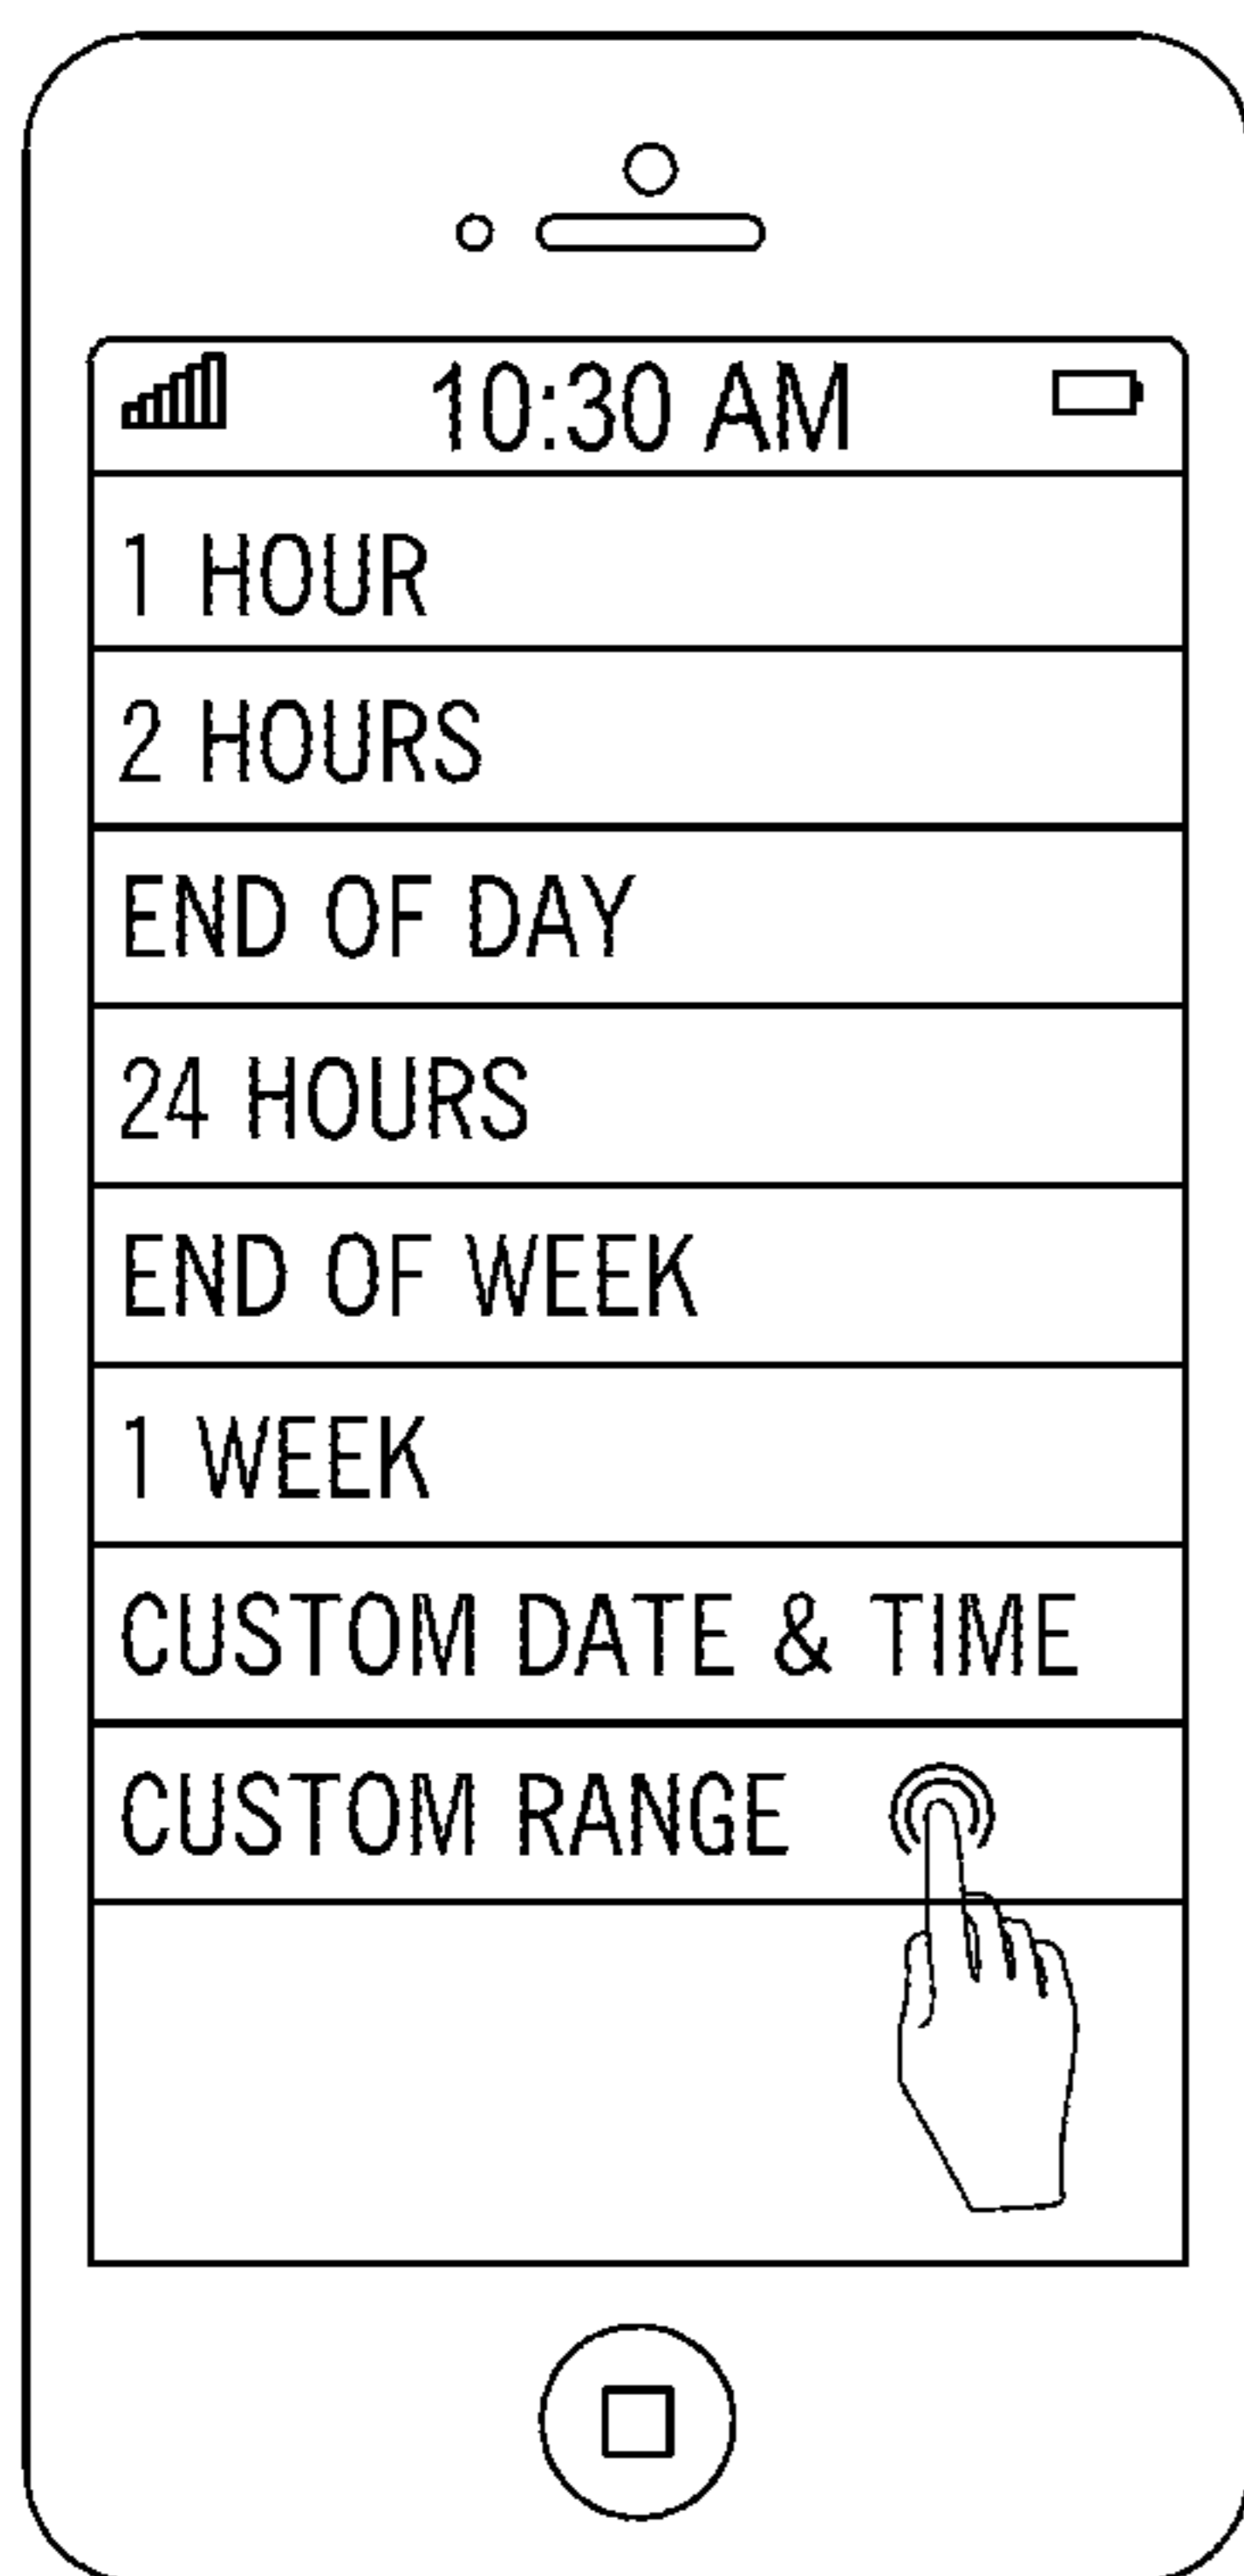 10:30 AM
1 HOUR
2 HOURS
END OF DAY
24 HOURS
END OF WEEK
1 WEEK
CUSTOM DATE & TIME
CUSTOM RANGE